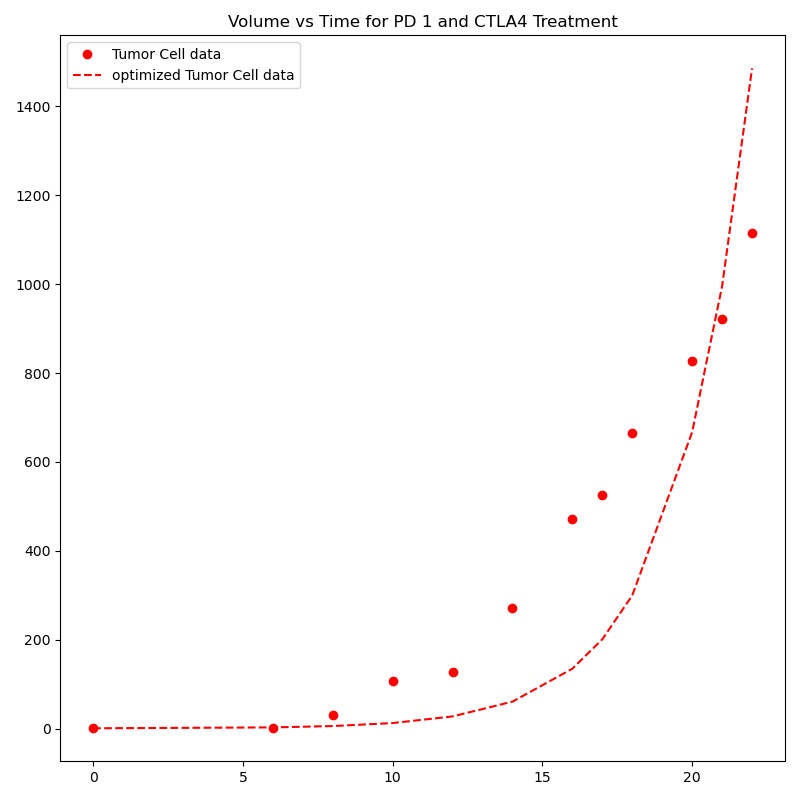 Volume vs Time for PD 1 and CTLA4 Treatment
Tumor Cell data
optimized Tumor Cell data
1400
1200
1000
800
600
400
200
0
0 5 10 15 20